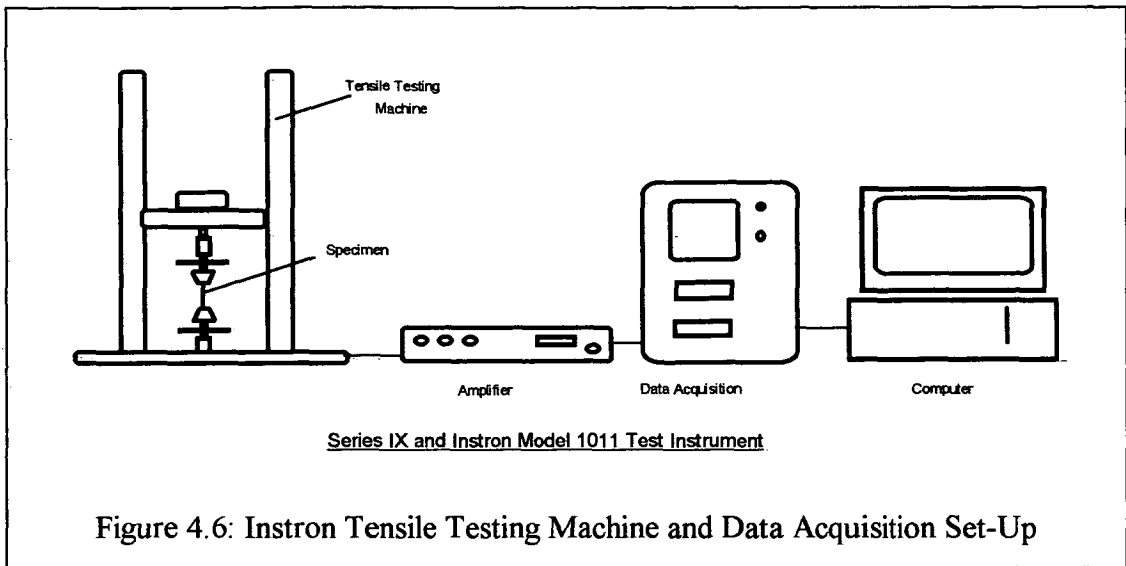 Tensile Testing
Machine
Specimen
Amplifier
Data Acquisition
Computer
Series IX and Instron Model 1011 Test Instrument
Figure 4.6: Instron Tensile Testing Machine and Data Acquisition Set-Up